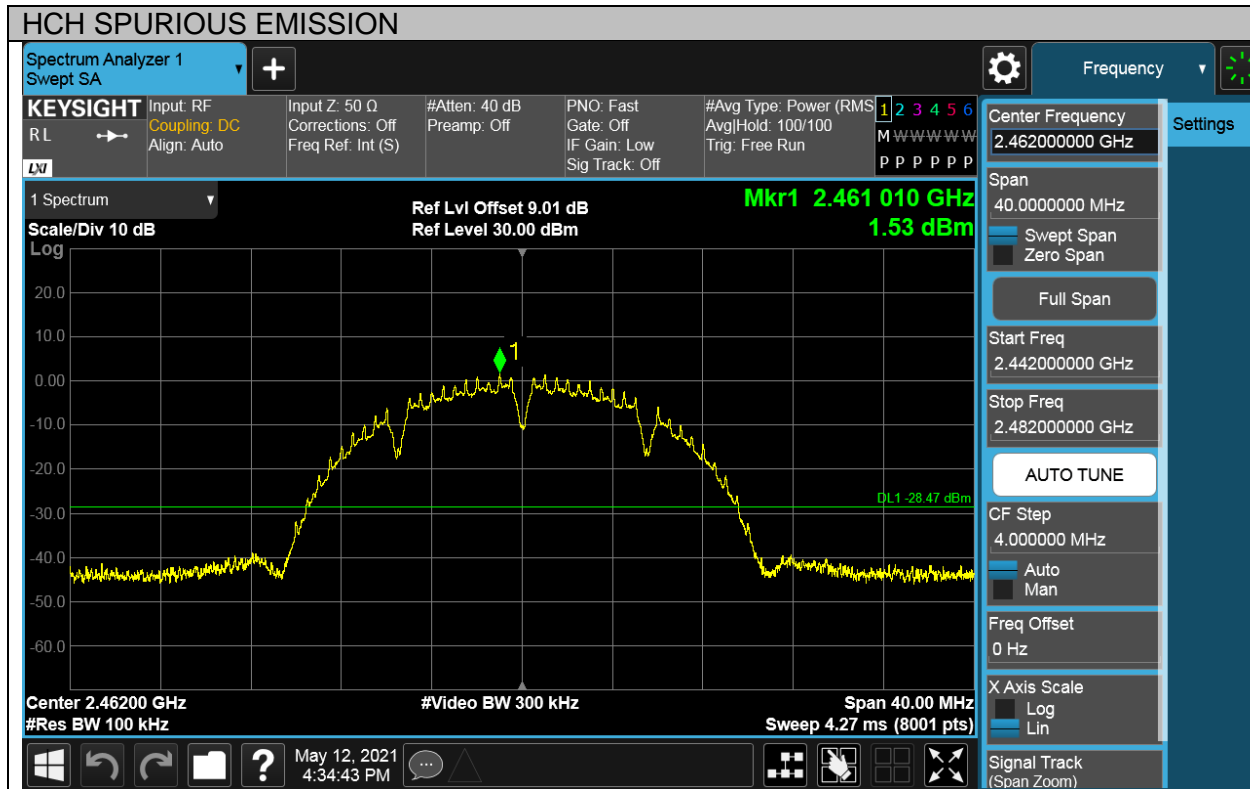 HCH SPURIOUS EMISSION
Spectrum Analyzer 1
Swept SA
Frequency
KEYSIGHT
R L
LXI
Input: RF
Coupling: DC
Align: Auto
Input Z: 50 Ω
Corrections: Off
Freq Ref: Int (S)
#Atten: 40 dB
Preamp: Off
PNO: Fast
Gate: Off
IF Gain: Low
Sig Track: Off
#Avg Type: Power (RMS
Avg|Hold: 100/100
Trig: Free Run
1 2 3 4 5 6
M W W W W W
P P P P P P
1 Spectrum
Scale/Div 10 dB
Log
Ref Lvl Offset 9.01 dB
Ref Level 30.00 dBm
Mkr1 2.461 010 GHz
1.53 dBm
20.0
10.0
0.00
-10.0
-20.0
-30.0
-40.0
-50.0
-60.0
1
DL1 -28.47 dBm
Center 2.46200 GHz
#Res BW 100 kHz
#Video BW 300 kHz
Span 40.00 MHz
Sweep 4.27 ms (8001 pts)
?
May 12, 2021
4:34:43 PM
Center Frequency
2.462000000 GHz
Settings
Span
40.0000000 MHz
Swept Span
Zero Span
Full Span
Start Freq
2.442000000 GHz
Stop Freq
2.482000000 GHz
AUTO TUNE
CF Step
4.000000 MHz
Auto
Man
Freq Offset
0 Hz
X Axis Scale
Log
Lin
Signal Track
(Span Zoom)